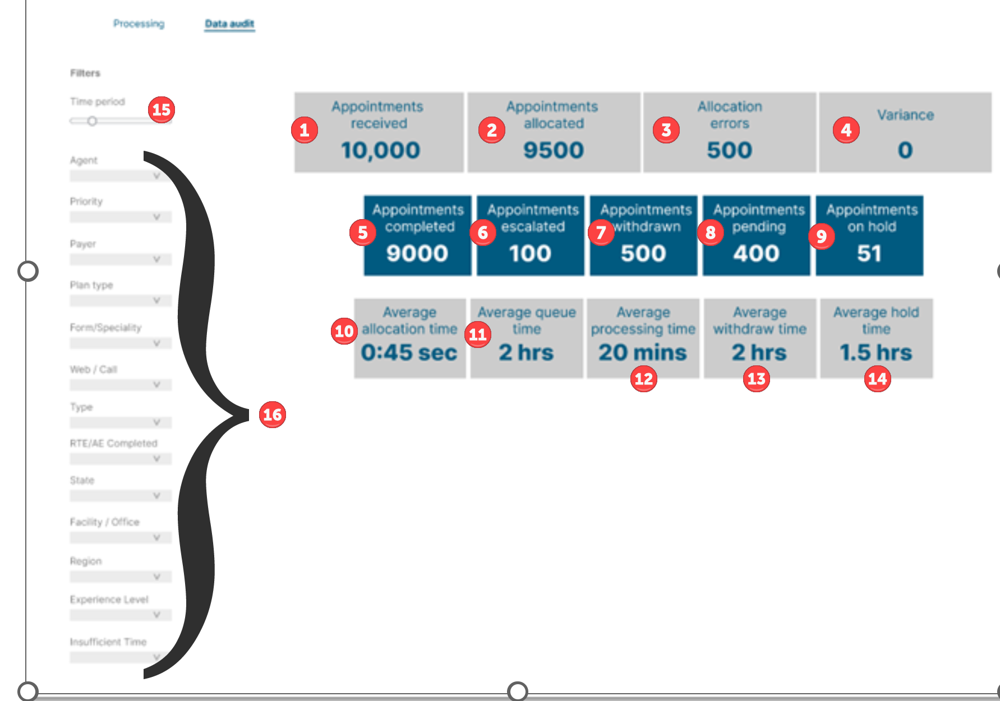 Processing
Data audit
Filters
Time period
15
Agent
V
Priority
V
Payer
V
Plan type
V
Form/Speciality
V
Web / Call
V
Type
V
RTE/AE Completed
V
State
V
Facility / Office
V
Region
V
Experience Level
V
Insufficient Time
V
16
1
Appointments
received
10,000
2
Appointments
allocated
9500
3
Allocation
errors
500
4
Variance
0
5
Appointments
completed
9000
6
Appointments
escalated
100
7
Appointments
withdrawn
500
8
Appointments
pending
400
9
Appointments
on hold
51
10
Average
allocation time
0:45 sec
11
Average queue
time
2 hrs
Average
processing time
20 mins
12
Average
withdraw time
2 hrs
13
Average hold
time
1.5 hrs
14